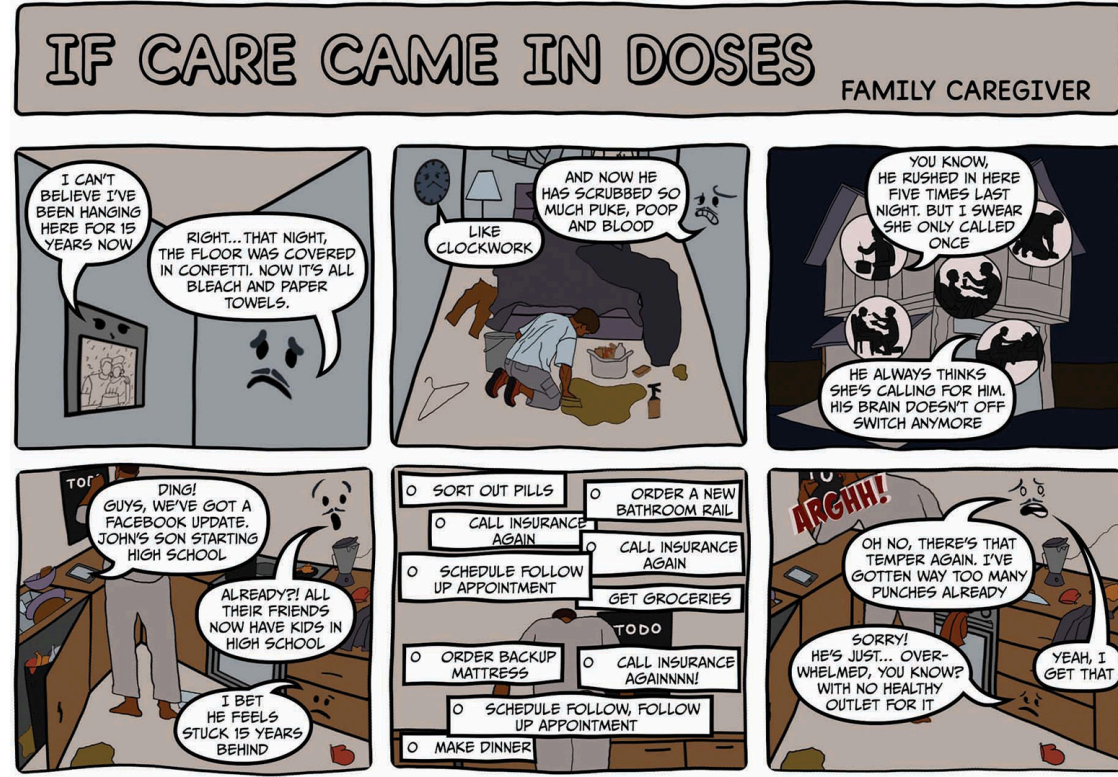 IF CARE CAME IN DOSES
FAMILY CAREGIVER
I CAN'T
BELIEVE I'VE
BEEN HANGING
HERE FOR 15
YEARS NOW
RIGHT... THAT NIGHT,
THE FLOOR WAS COVERED
IN CONFETTI. NOW IT'S ALL
BLEACH AND PAPER
TOWELS.
LIKE
CLOCKWORK
AND NOW HE
HAS SCRUBBED SO
MUCH PUKE, POOP
AND BLOOD
YOU KNOW,
HE RUSHED IN HERE
FIVE TIMES LAST
NIGHT. BUT I SWEAR
SHE ONLY CALLED
ONCE
HE ALWAYS THINKS
SHE'S CALLING FOR HIM.
HIS BRAIN DOESN'T OFF
SWITCH ANYMORE
DING!
GUYS, WE'VE GOT A
FACEBOOK UPDATE.
JOHN'S SON STARTING
HIGH SCHOOL
ALREADY?! ALL
THEIR FRIENDS
NOW HAVE KIDS IN
HIGH SCHOOL
I BET
HE FEELS
STUCK 15 YEARS
BEHIND
SORT OUT PILLS
ORDER A NEW
BATHROOM RAIL
CALL INSURANCE
AGAIN
CALL INSURANCE
AGAIN
SCHEDULE FOLLOW
UP APPOINTMENT
GET GROCERIES
TODO
ORDER BACKUP
MATTRESS
CALL INSURANCE
AGAINNNN!
SCHEDULE FOLLOW, FOLLOW
UP APPOINTMENT
MAKE DINNER
ARGHH!
OH NO, THERE'S THAT
TEMPER AGAIN. I'VE
GOTTEN WAY TOO MANY
PUNCHES ALREADY
SORRY!
HE'S JUST... OVER-
WHELMED, YOU KNOW?
WITH NO HEALTHY
OUTLET FOR IT
YEAH, I
GET THAT